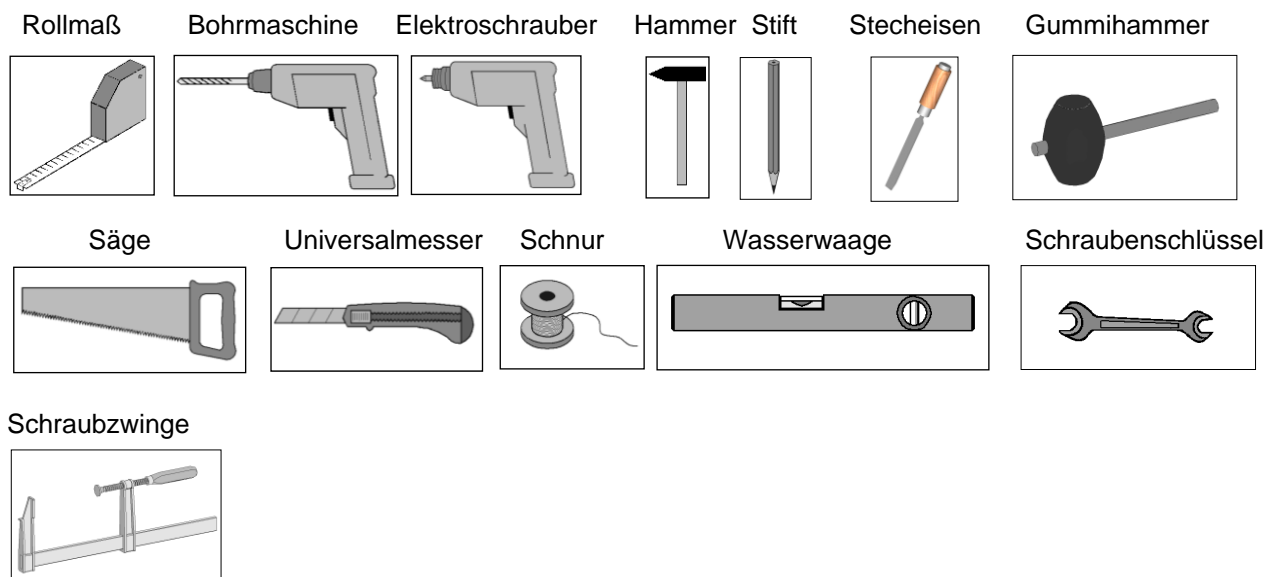 Rollmaß Bohrmaschine Elektroschrauber Hammer Stift Stecheisen Gummihammer
Säge Universalmesser Schnur Wasserwaage Schraubenschlüssel
Schraubzwinge